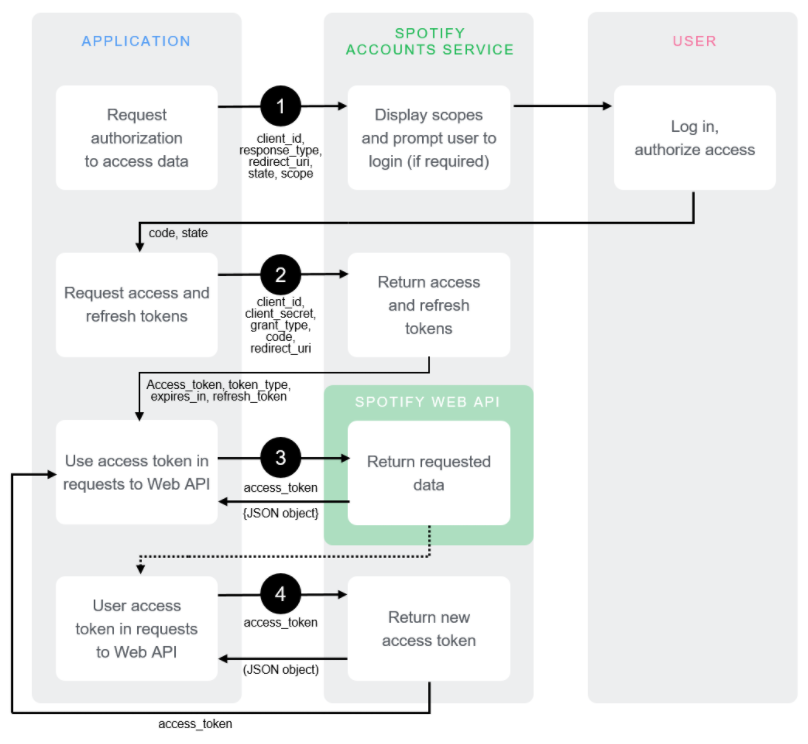 APPLICATION
SPOTIFY
ACCOUNTS SERVICE
USER
Request
authorization
to access data
1
client_id,
response_type,
redirect_uri,
state, scope
Display scopes
and prompt user to
login (if required)
Log in,
authorize access
code, state
Request access and
refresh tokens
2
client_id,
client_secret,
grant_type,
code,
redirect_uri
Return access
and refresh
tokens
Access_token, token_type,
expires_in, refresh_token
SPOTIFY WEB API
Use access token in
requests to Web API
3
access_token
{JSON object}
Return requested
data
User access
token in requests
to Web API
4
access_token
(JSON object)
Return new
access token
access_token